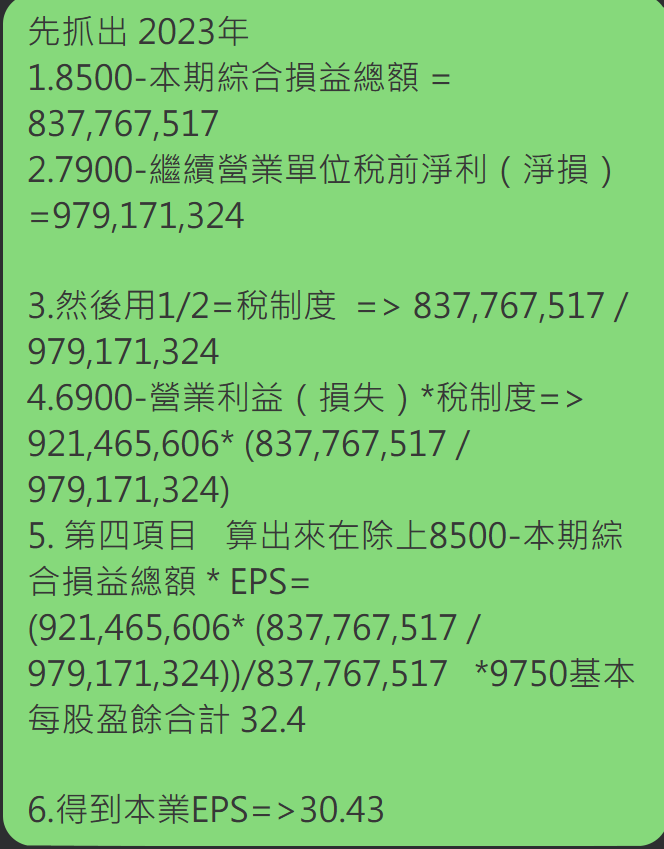 先抓出 2023年
1.8500-本期綜合損益總額 =
837,767,517
2.7900-繼續營業單位稅前淨利（淨損）
=979,171,324
3.然後用1/2=稅制度 => 837,767,517 /
979,171,324
4.6900-營業利益（損失）*稅制度=>
921,465,606* (837,767,517 /
979,171,324)
5. 第四項目 算出來在除上8500-本期綜
合損益總額 * EPS=
(921,465,606* (837,767,517 /
979,171,324))/837,767,517 *9750基本
每股盈餘合計 32.4
6.得到本業EPS=>30.43